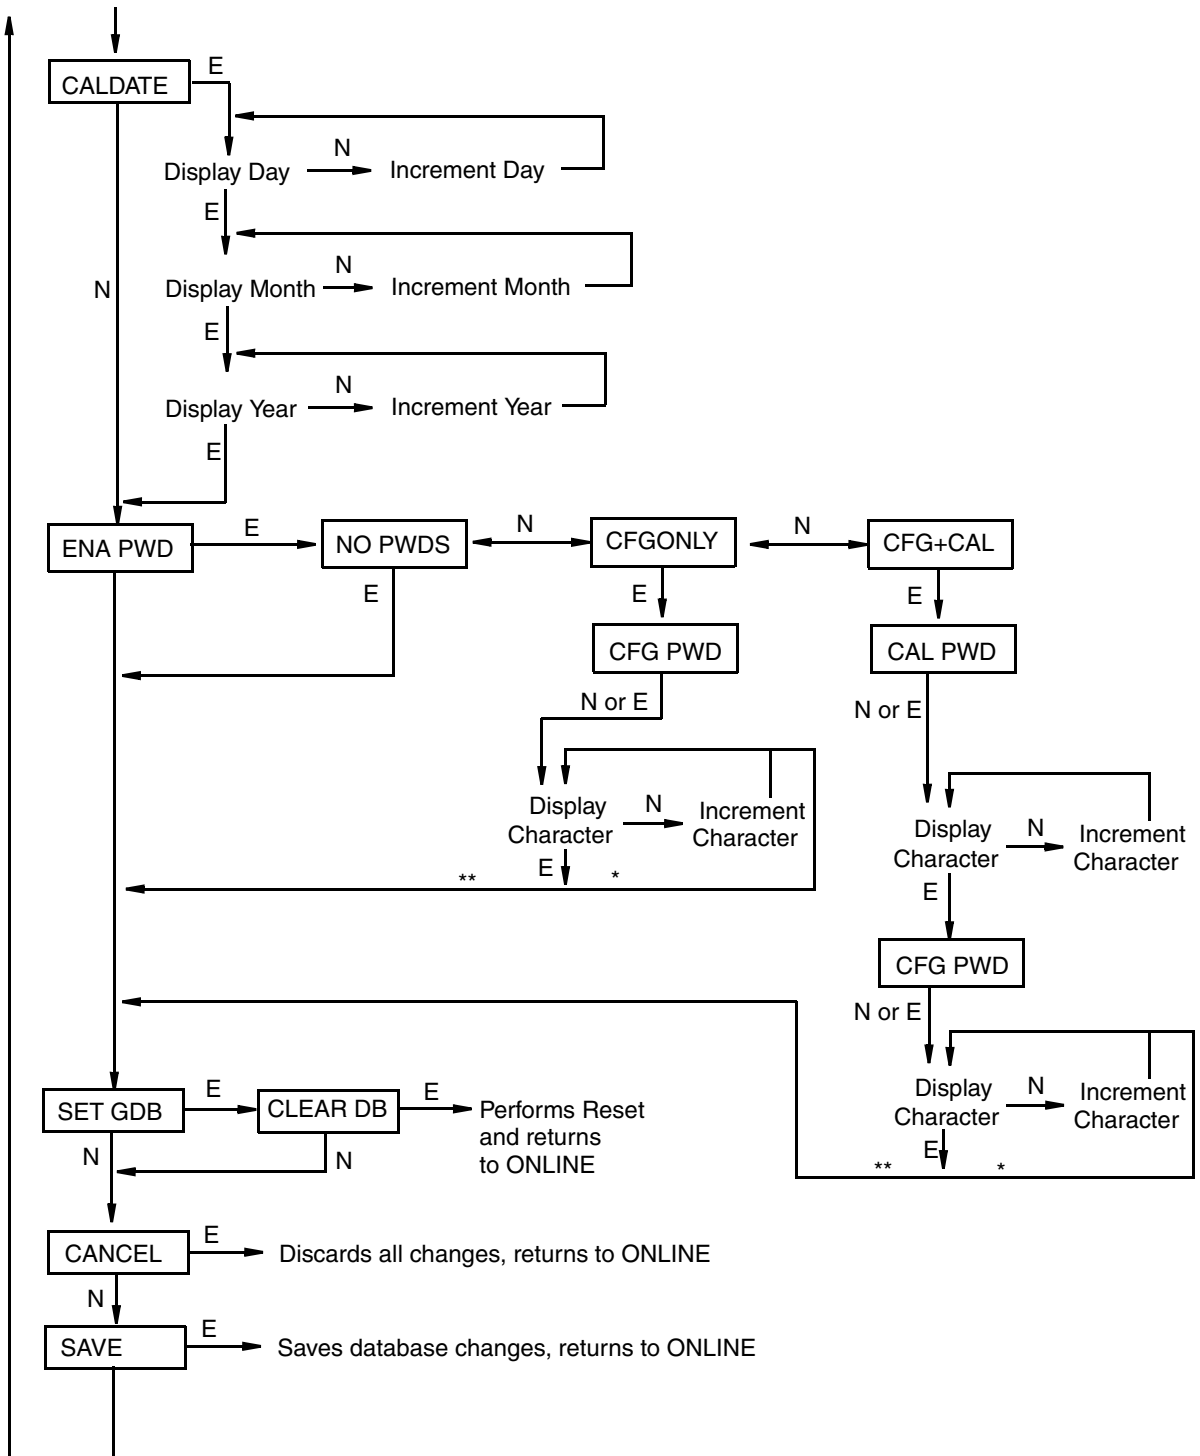 E
CALDATE
N
Display Day
Increment Day
E
N
Display Month
Increment Month
N
E
N
Display Year
Increment Year
E
E
N
N
ENA PWD
NO PWDS
CFGONLY
CFG+CAL
E
E
E
CFG PWD
CAL PWD
N or E
N or E
Display
Character
N
Increment
Character
E
**
*
Display
Character
N
Increment
Character
E
CFG PWD
N or E
Display
Character
N
Increment
Character
E
**
*
E
E
SET GDB
CLEAR DB
Performs Reset
and returns
to ONLINE
N
N
E
CANCEL
Discards all changes, returns to ONLINE
N
E
SAVE
Saves database changes, returns to ONLINE